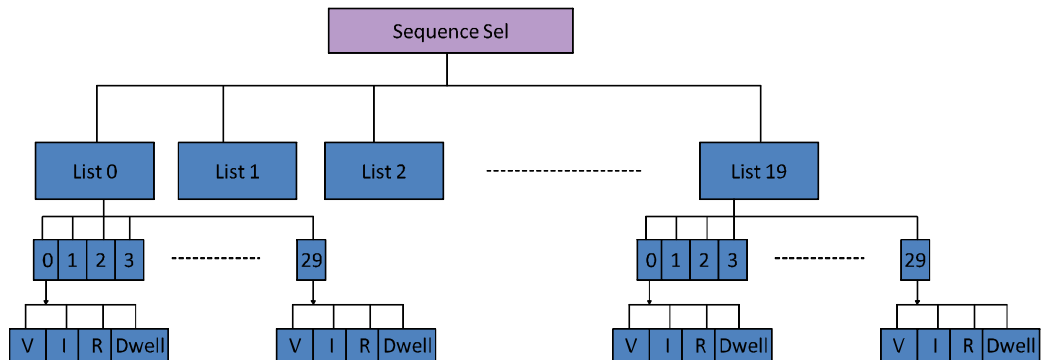 Sequence Sel
List 0 List 1 List 2 List 19
0 1 2 3 29 0 1 2 3 29
V I R Dwell V I R Dwell V I R Dwell V I R Dwell